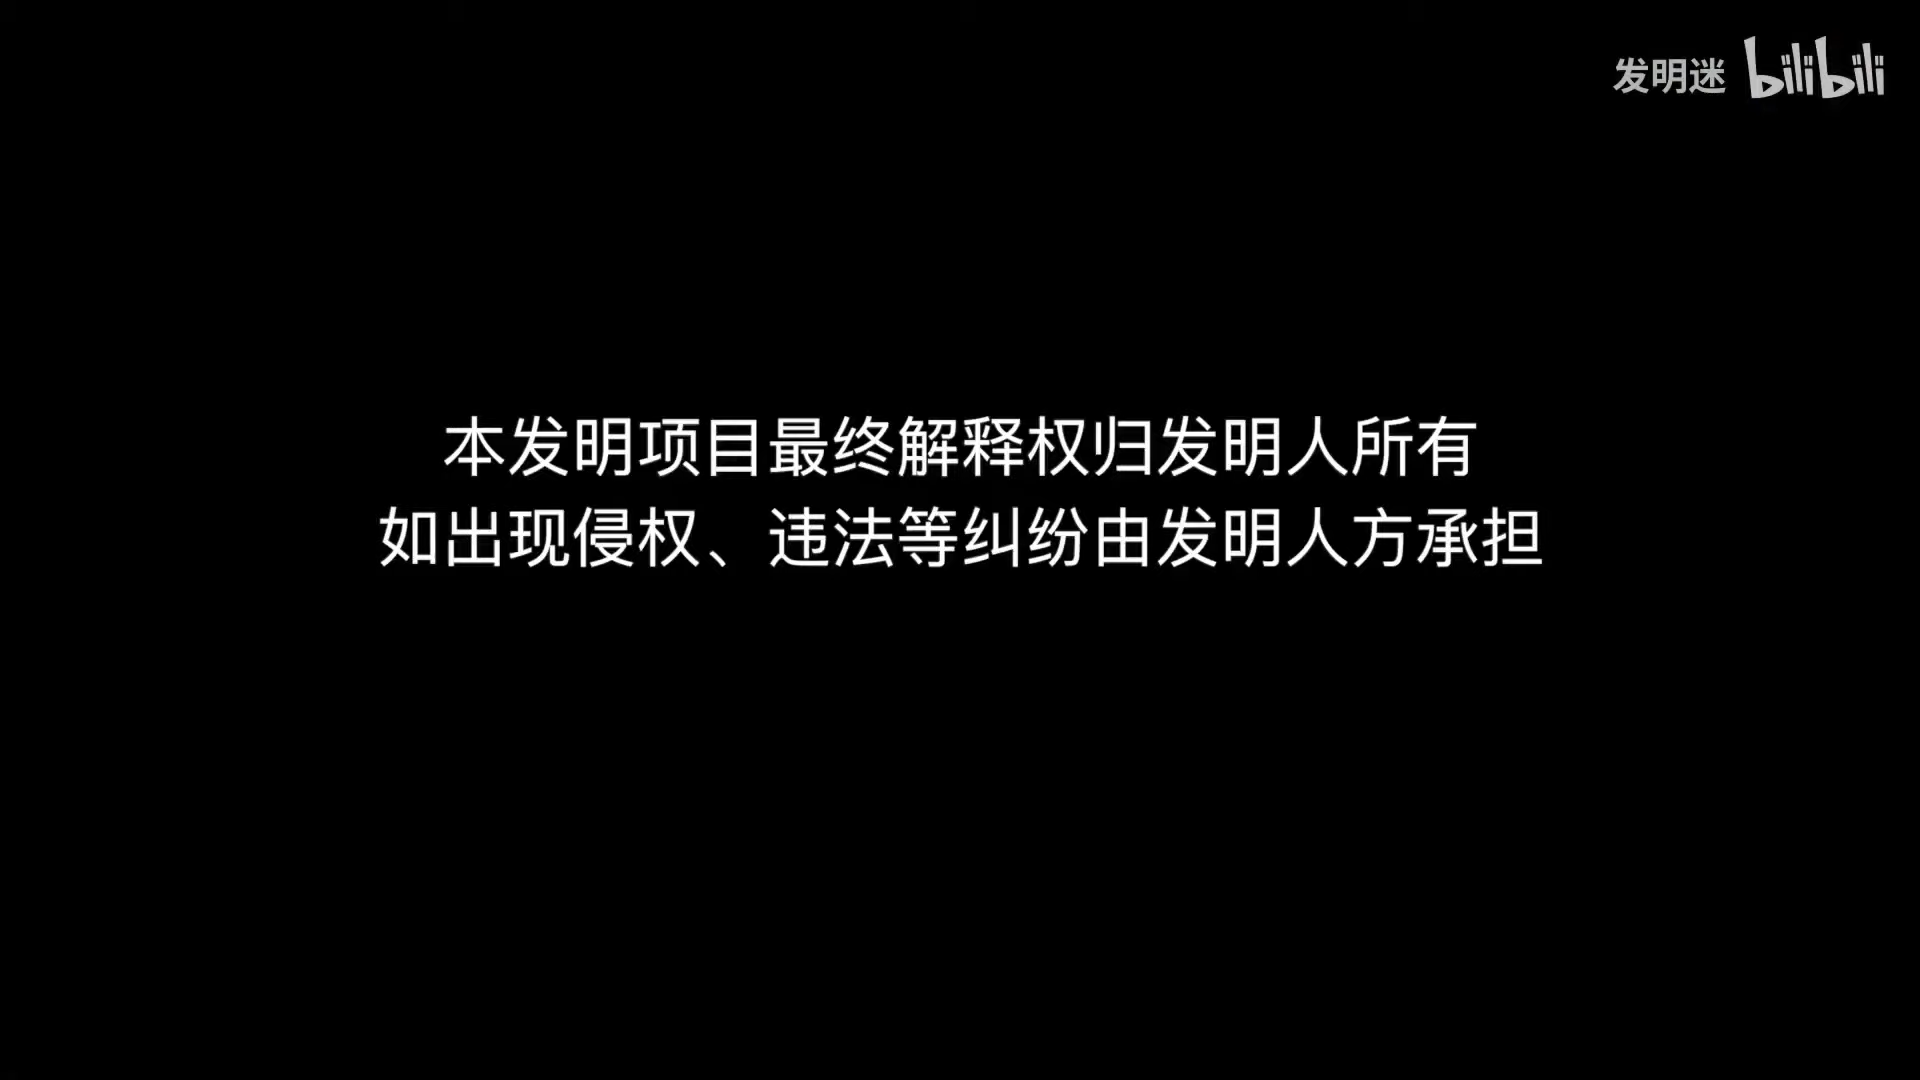 发明迷 bilibili
本发明项目最终解释权归发明人所有
如出现侵权、违法等纠纷由发明人方承担